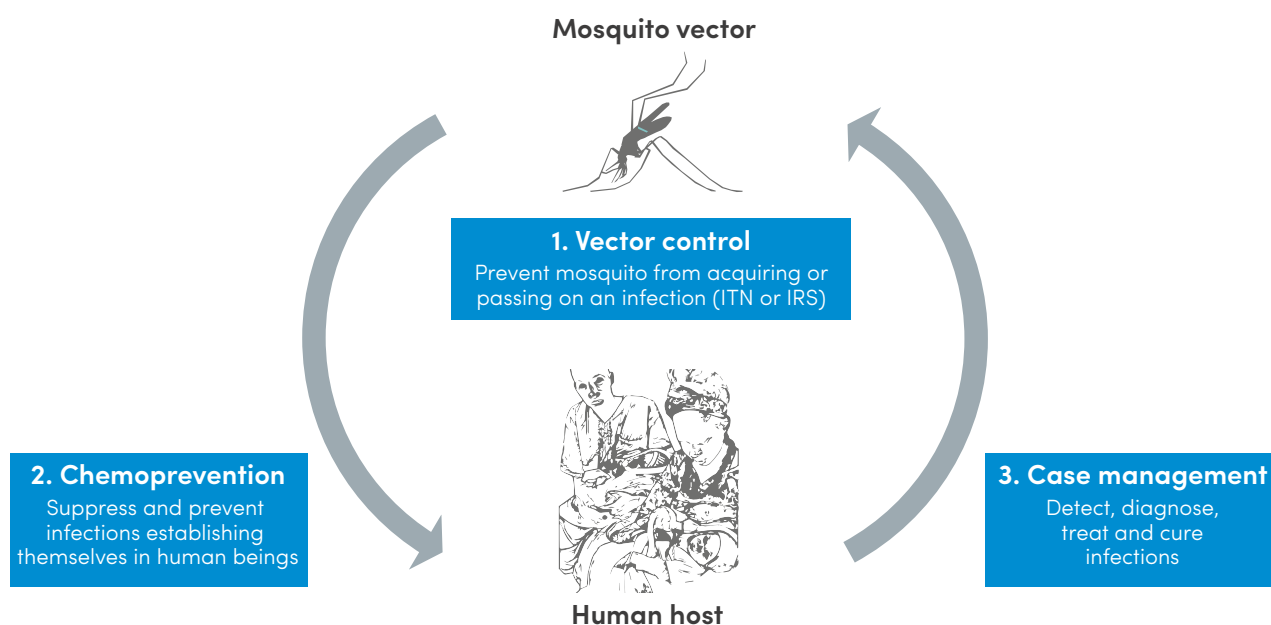 Mosquito vector
1. Vector control
Prevent mosquito from acquiring or
passing on an infection (ITN or IRS)
2. Chemoprevention
Suppress and prevent
infections establishing
themselves in human beings
3. Case management
Detect, diagnose,
treat and cure
infections
Human host